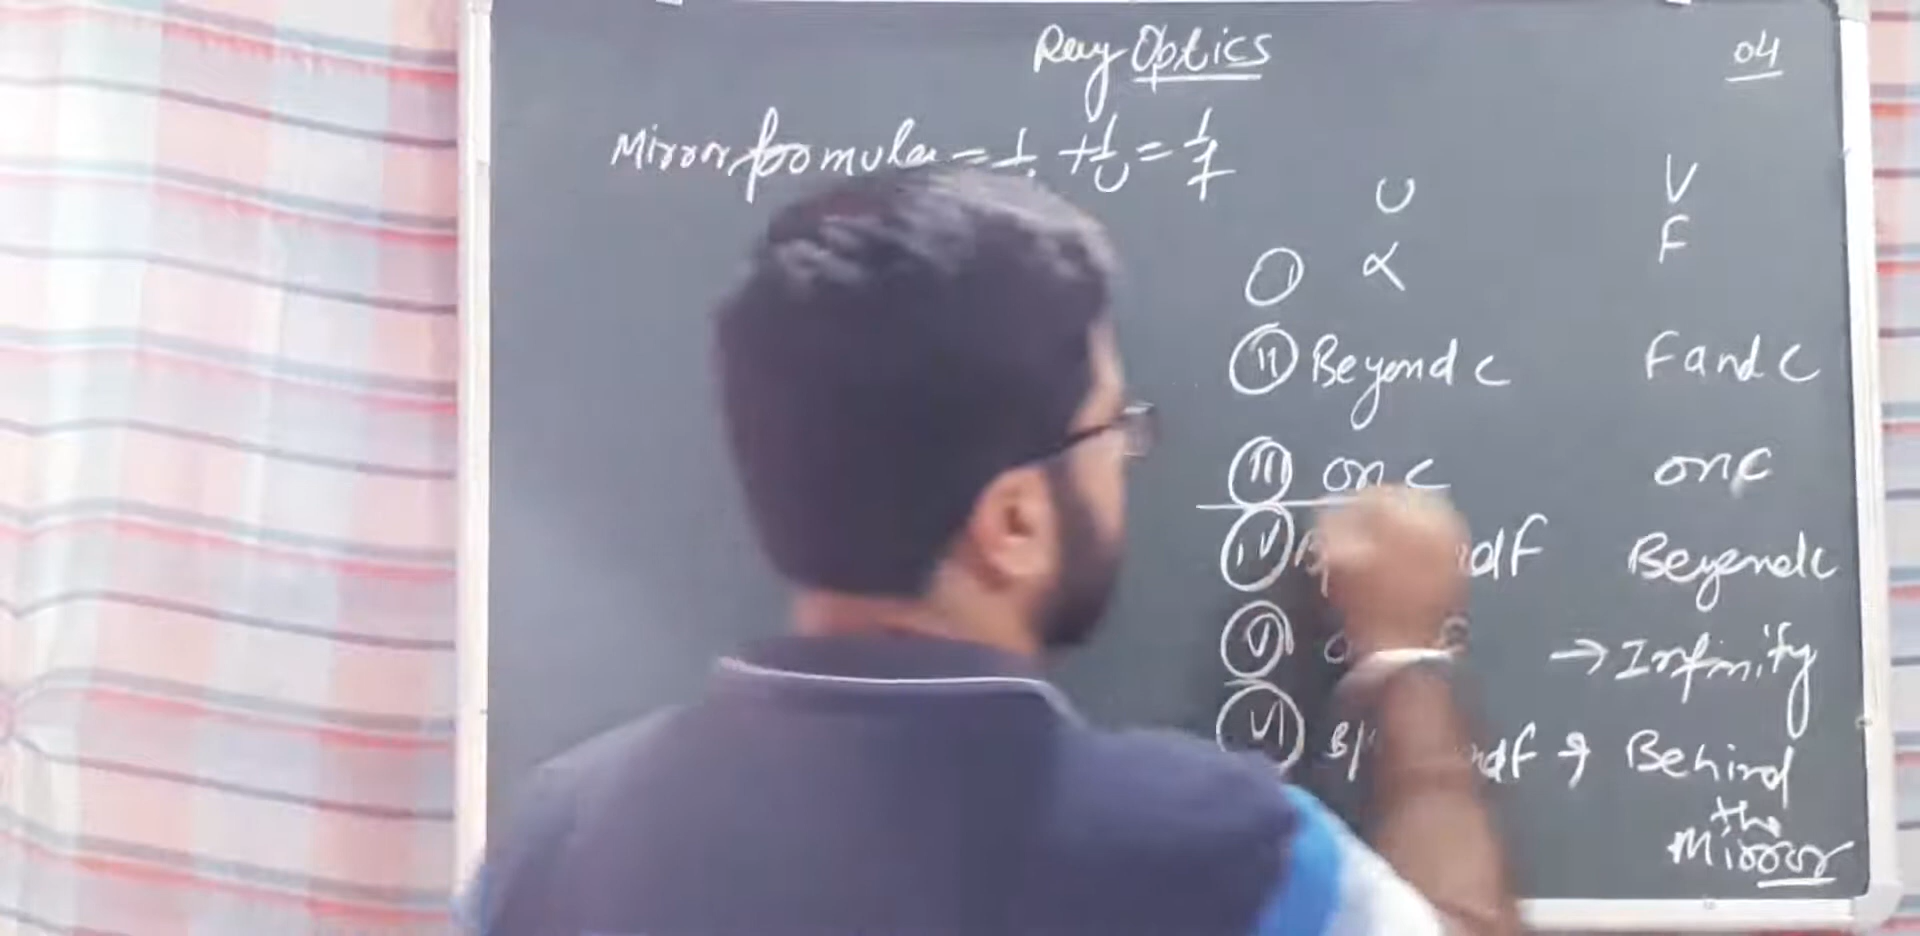 Ray Optics
04
Mirror formula = 1/ + 1/U = 1/f
U V
I ∝ F
II Beyond C F and C
III on C on C
IV Beyond C
V → Infinity
VI Behind
the
Mirror